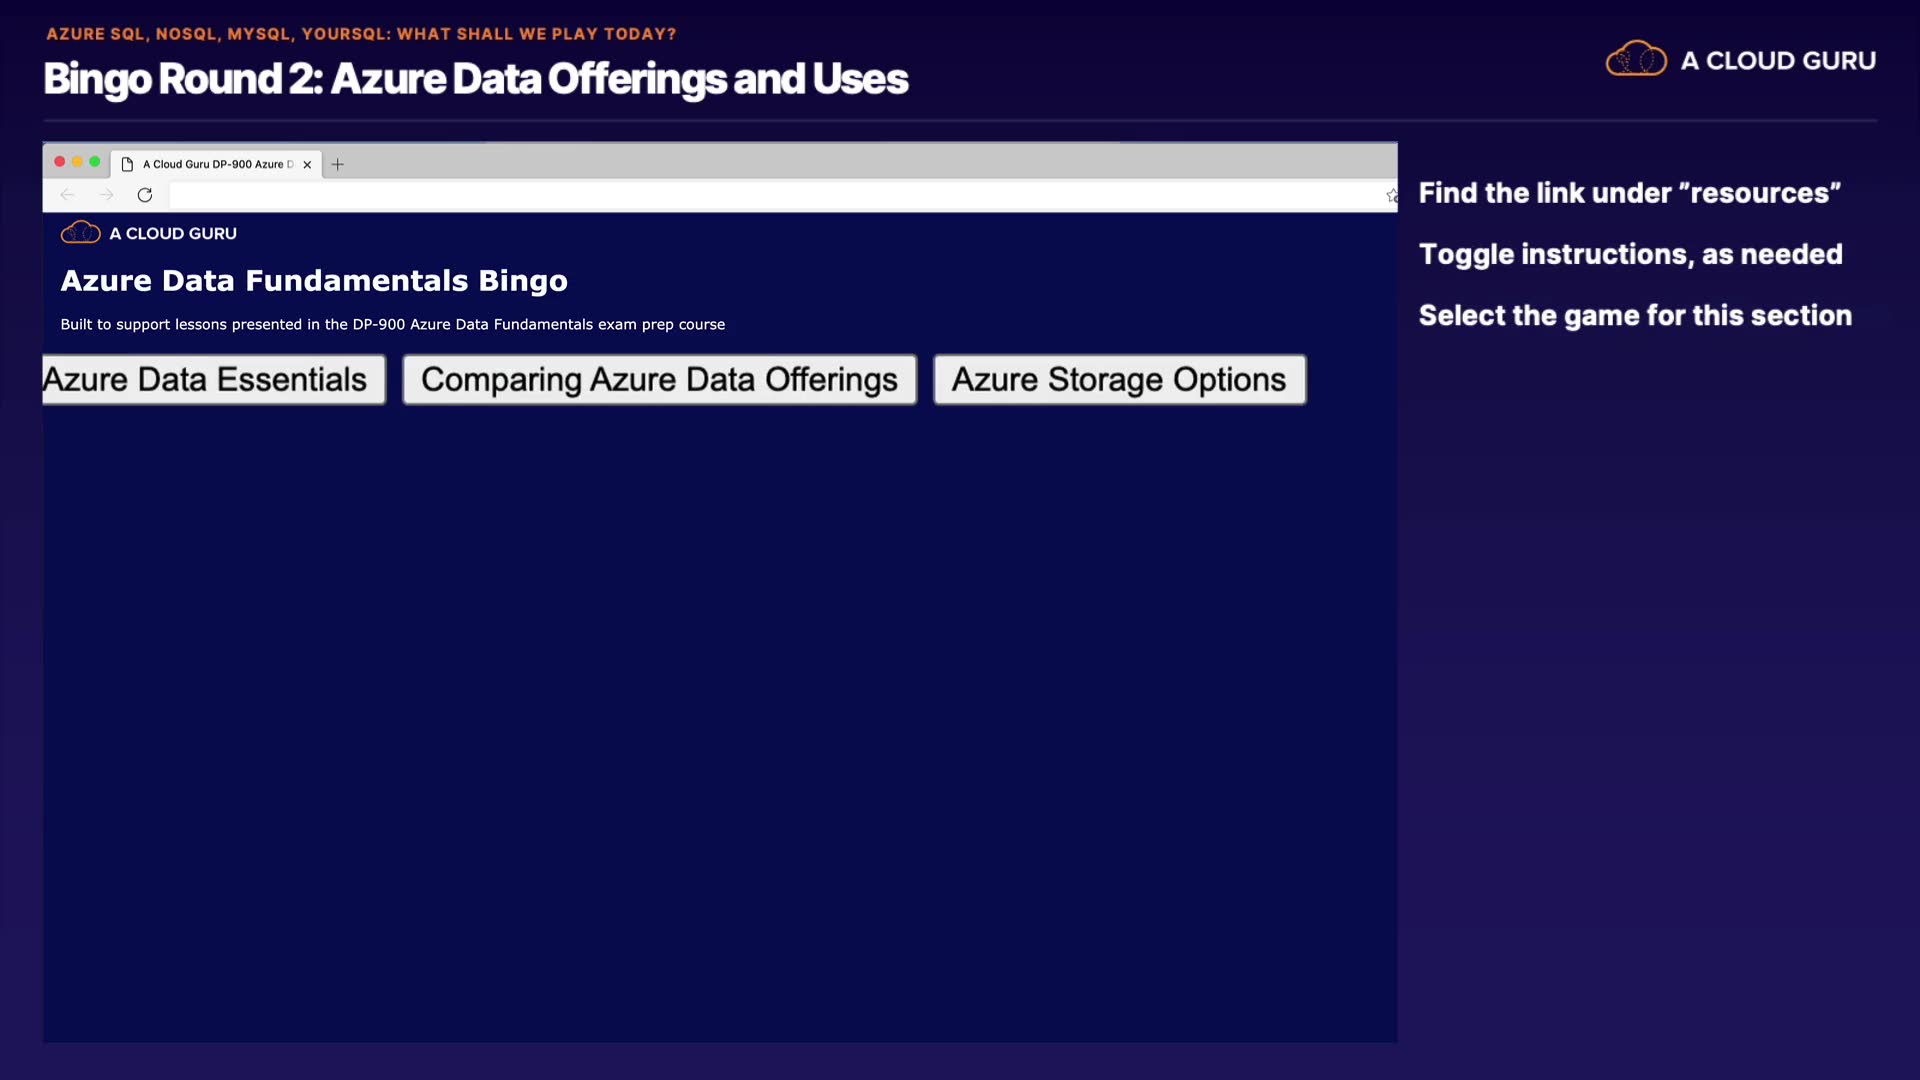 AZURE SQL, NOSQL, MYSQL, YOURSQL: WHAT SHALL WE PLAY TODAY?
Bingo Round 2: Azure Data Offerings and Uses
A CLOUD GURU
A Cloud Guru DP-900 Azure D
A CLOUD GURU
Azure Data Fundamentals Bingo
Built to support lessons presented in the DP-900 Azure Data Fundamentals exam prep course
Azure Data Essentials
Comparing Azure Data Offerings
Azure Storage Options
Find the link under "resources"
Toggle instructions, as needed
Select the game for this section